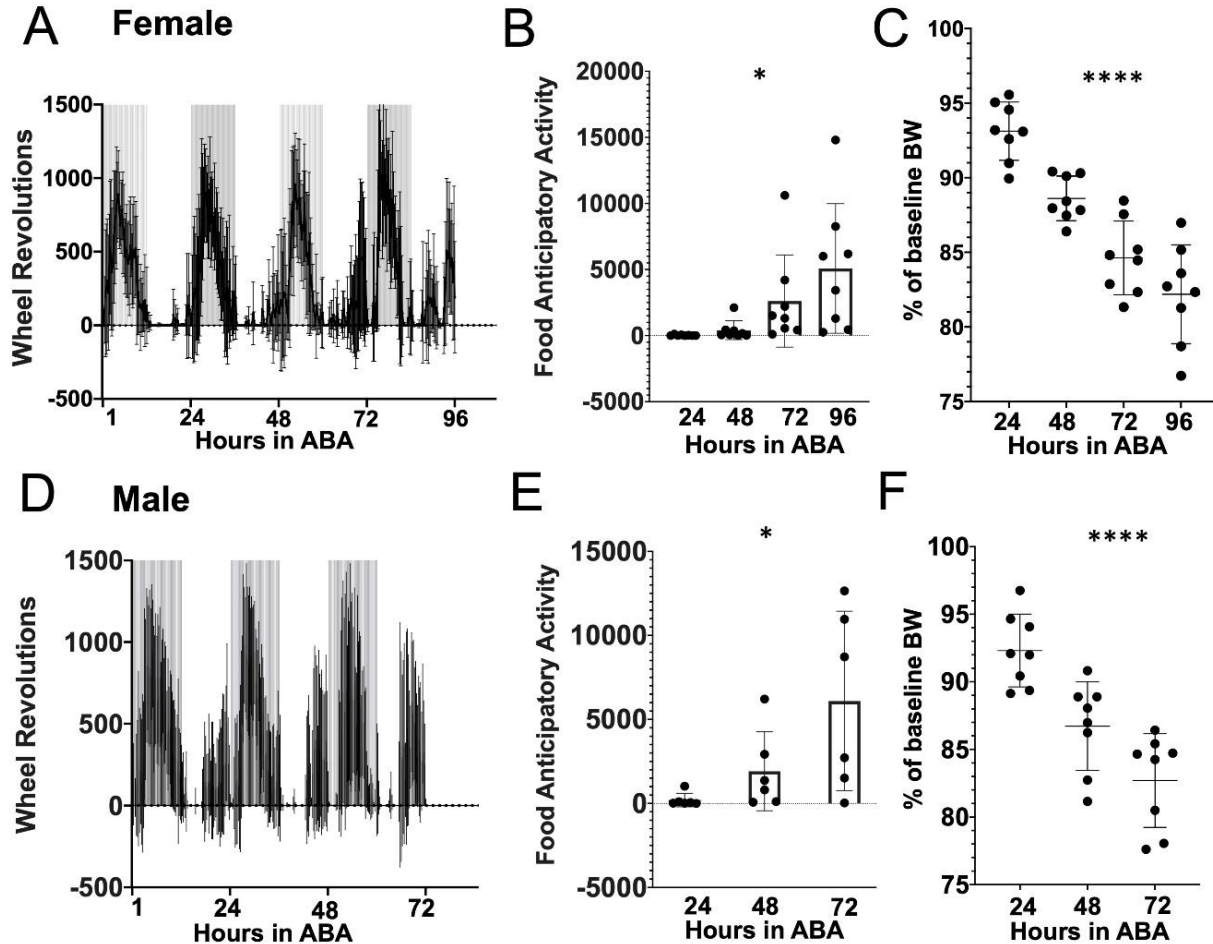 A Female
Wheel Revolutions
1500
1000
500
0
-500
1 24 48 72 96
Hours in ABA
B
*
Food Anticipatory Activity
20000
15000
10000
5000
0
-5000
24 48 72 96
Hours in ABA
C
****
% of baseline BW
100
95
90
85
80
75
24 48 72 96
Hours in ABA
D Male
Wheel Revolutions
1500
1000
500
0
-500
1 24 48 72
Hours in ABA
E
*
Food Anticipatory Activity
15000
10000
5000
0
-5000
24 48 72
Hours in ABA
F
****
% of baseline BW
100
95
90
85
80
75
24 48 72
Hours in ABA